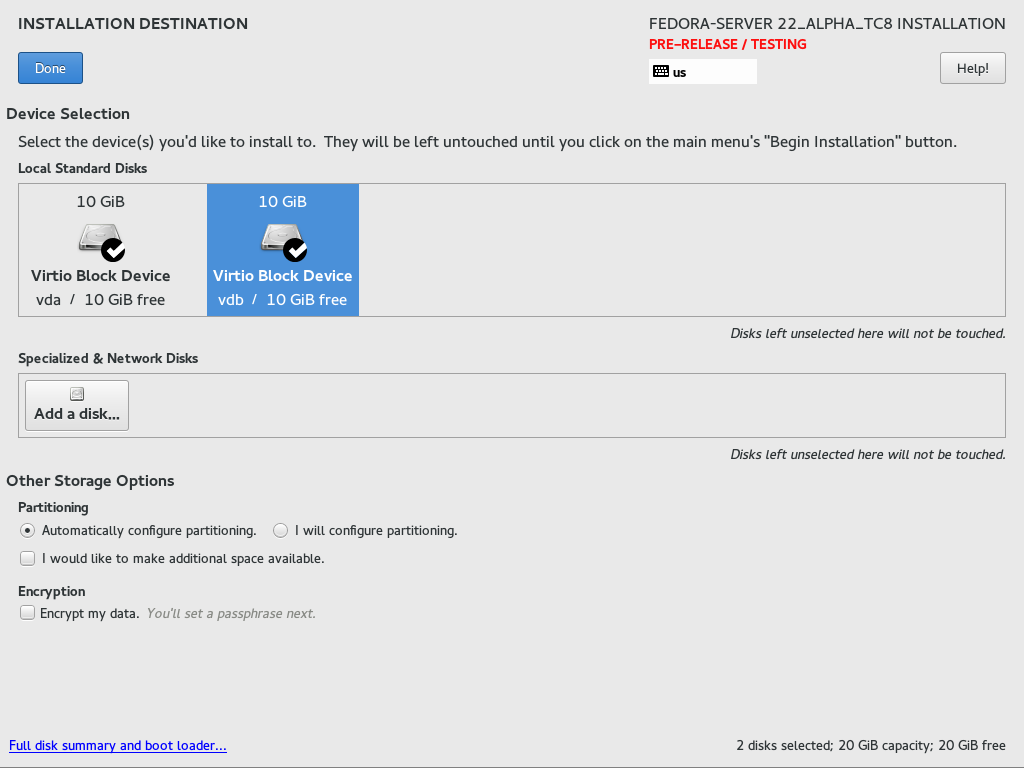 INSTALLATION DESTINATION
FEDORA-SERVER 22_ALPHA_TC8 INSTALLATION
PRE-RELEASE / TESTING
Done
us
Help!
Device Selection
Select the device(s) you'd like to install to.  They will be left untouched until you click on the main menu's "Begin Installation" button.
Local Standard Disks
10 GiB
Virtio Block Device
vda / 10 GiB free
10 GiB
Virtio Block Device
vdb / 10 GiB free
Disks left unselected here will not be touched.
Specialized & Network Disks
Add a disk...
Disks left unselected here will not be touched.
Other Storage Options
Partitioning
Automatically configure partitioning. I will configure partitioning.
I would like to make additional space available.
Encryption
Encrypt my data. You'll set a passphrase next.
Full disk summary and boot loader...
2 disks selected; 20 GiB capacity; 20 GiB free